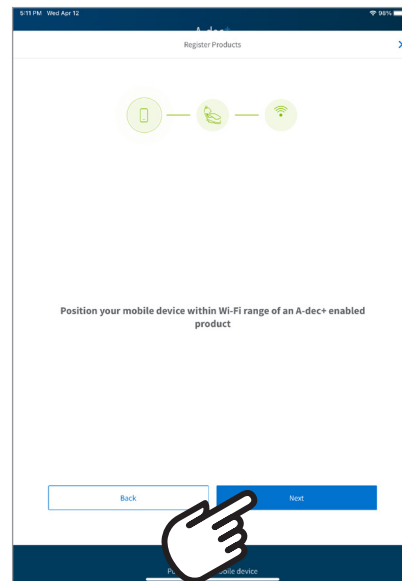 5:11 PM Wed Apr 12
98%
A-dec+
Register Products
Position your mobile device within Wi-Fi range of an A-dec+ enabled
product
Back
Next
mobile device